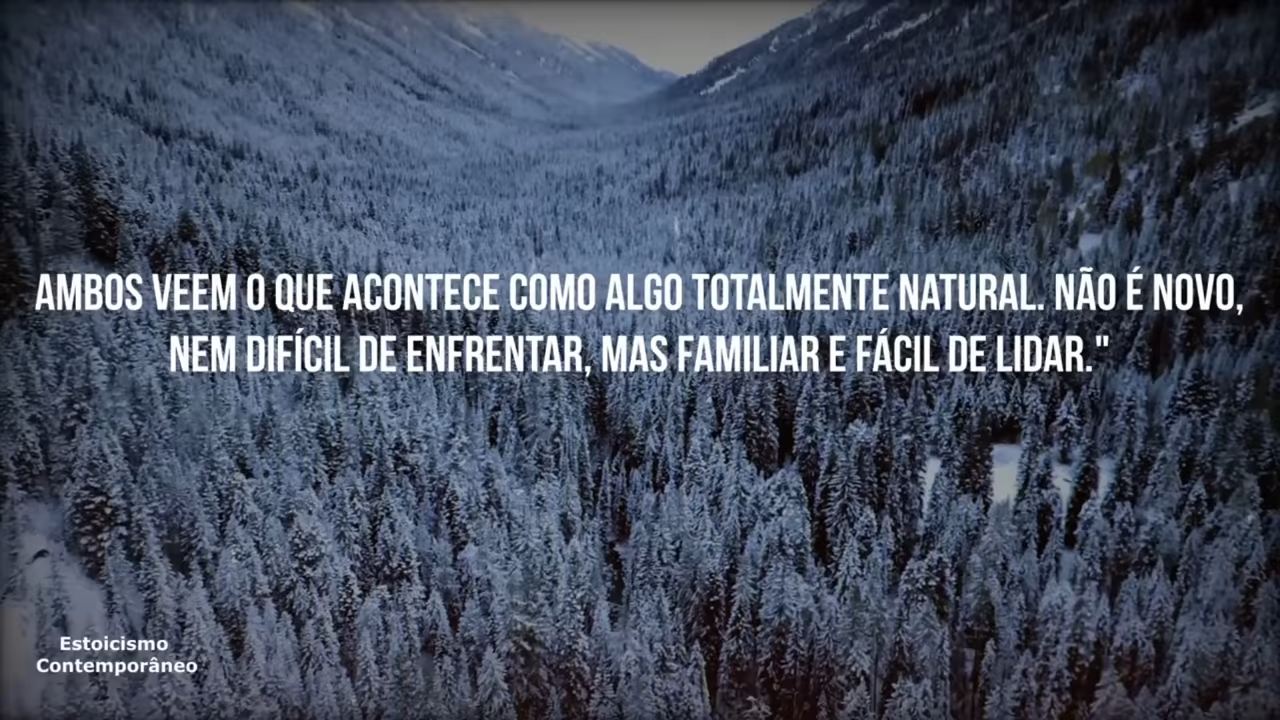 AMBOS VEEM O QUE ACONTECE COMO ALGO TOTALMENTE NATURAL. NÃO É NOVO,
NEM DIFÍCIL DE ENFRENTAR, MAS FAMILIAR E FÁCIL DE LIDAR."
Estoicismo
Contemporâneo